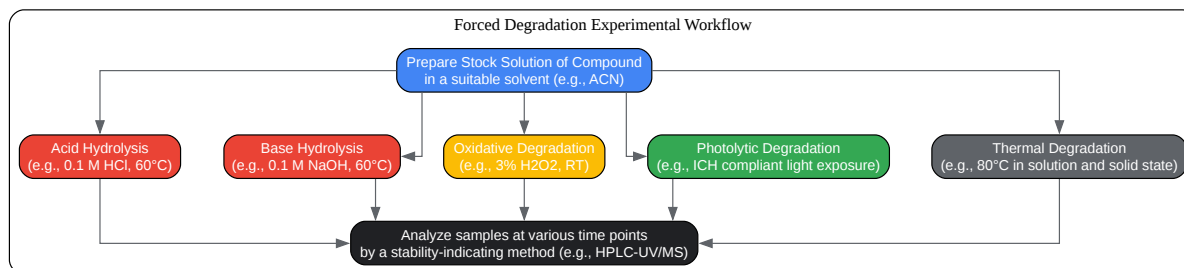 Forced Degradation Experimental Workflow
Prepare Stock Solution of Compound
in a suitable solvent (e.g., ACN)
Acid Hydrolysis
(e.g., 0.1 M HCl, 60°C)
Base Hydrolysis
(e.g., 0.1 M NaOH, 60°C)
Oxidative Degradation
(e.g., 3% H2O2, RT)
Photolytic Degradation
(e.g., ICH compliant light exposure)
Thermal Degradation
(e.g., 80°C in solution and solid state)
Analyze samples at various time points
by a stability-indicating method (e.g., HPLC-UV/MS)